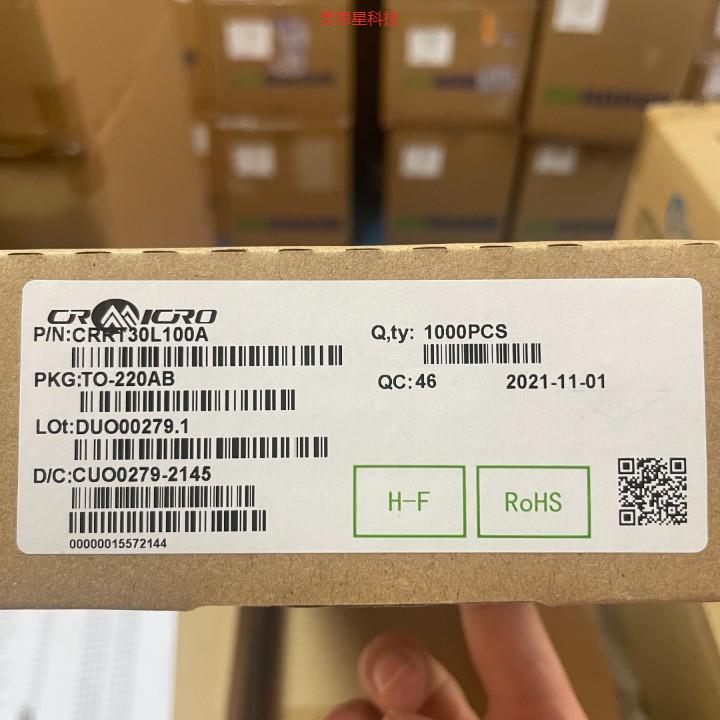 美原星科技
CRMICRO
P/N:CRRT30L100A
Q,ty: 1000PCS
PKG:TO-220AB
QC:46 2021-11-01
LOt:DUO00279.1
D/C:CUO0279-2145
H-F
RoHS
00000015572144